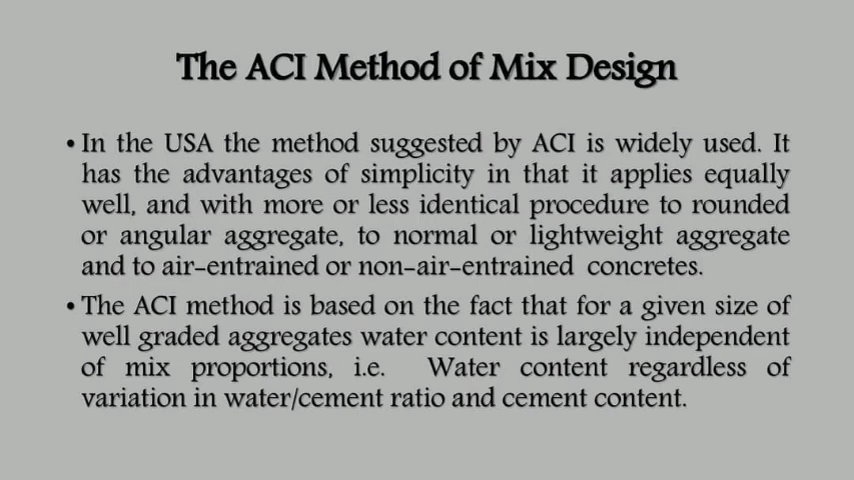 The ACI Method of Mix Design
• In the USA the method suggested by ACI is widely used. It
has the advantages of simplicity in that it applies equally
well, and with more or less identical procedure to rounded
or angular aggregate, to normal or lightweight aggregate
and to air-entrained or non-air-entrained concretes.
• The ACI method is based on the fact that for a given size of
well graded aggregates water content is largely independent
of mix proportions, i.e. Water content regardless of
variation in water/cement ratio and cement content.